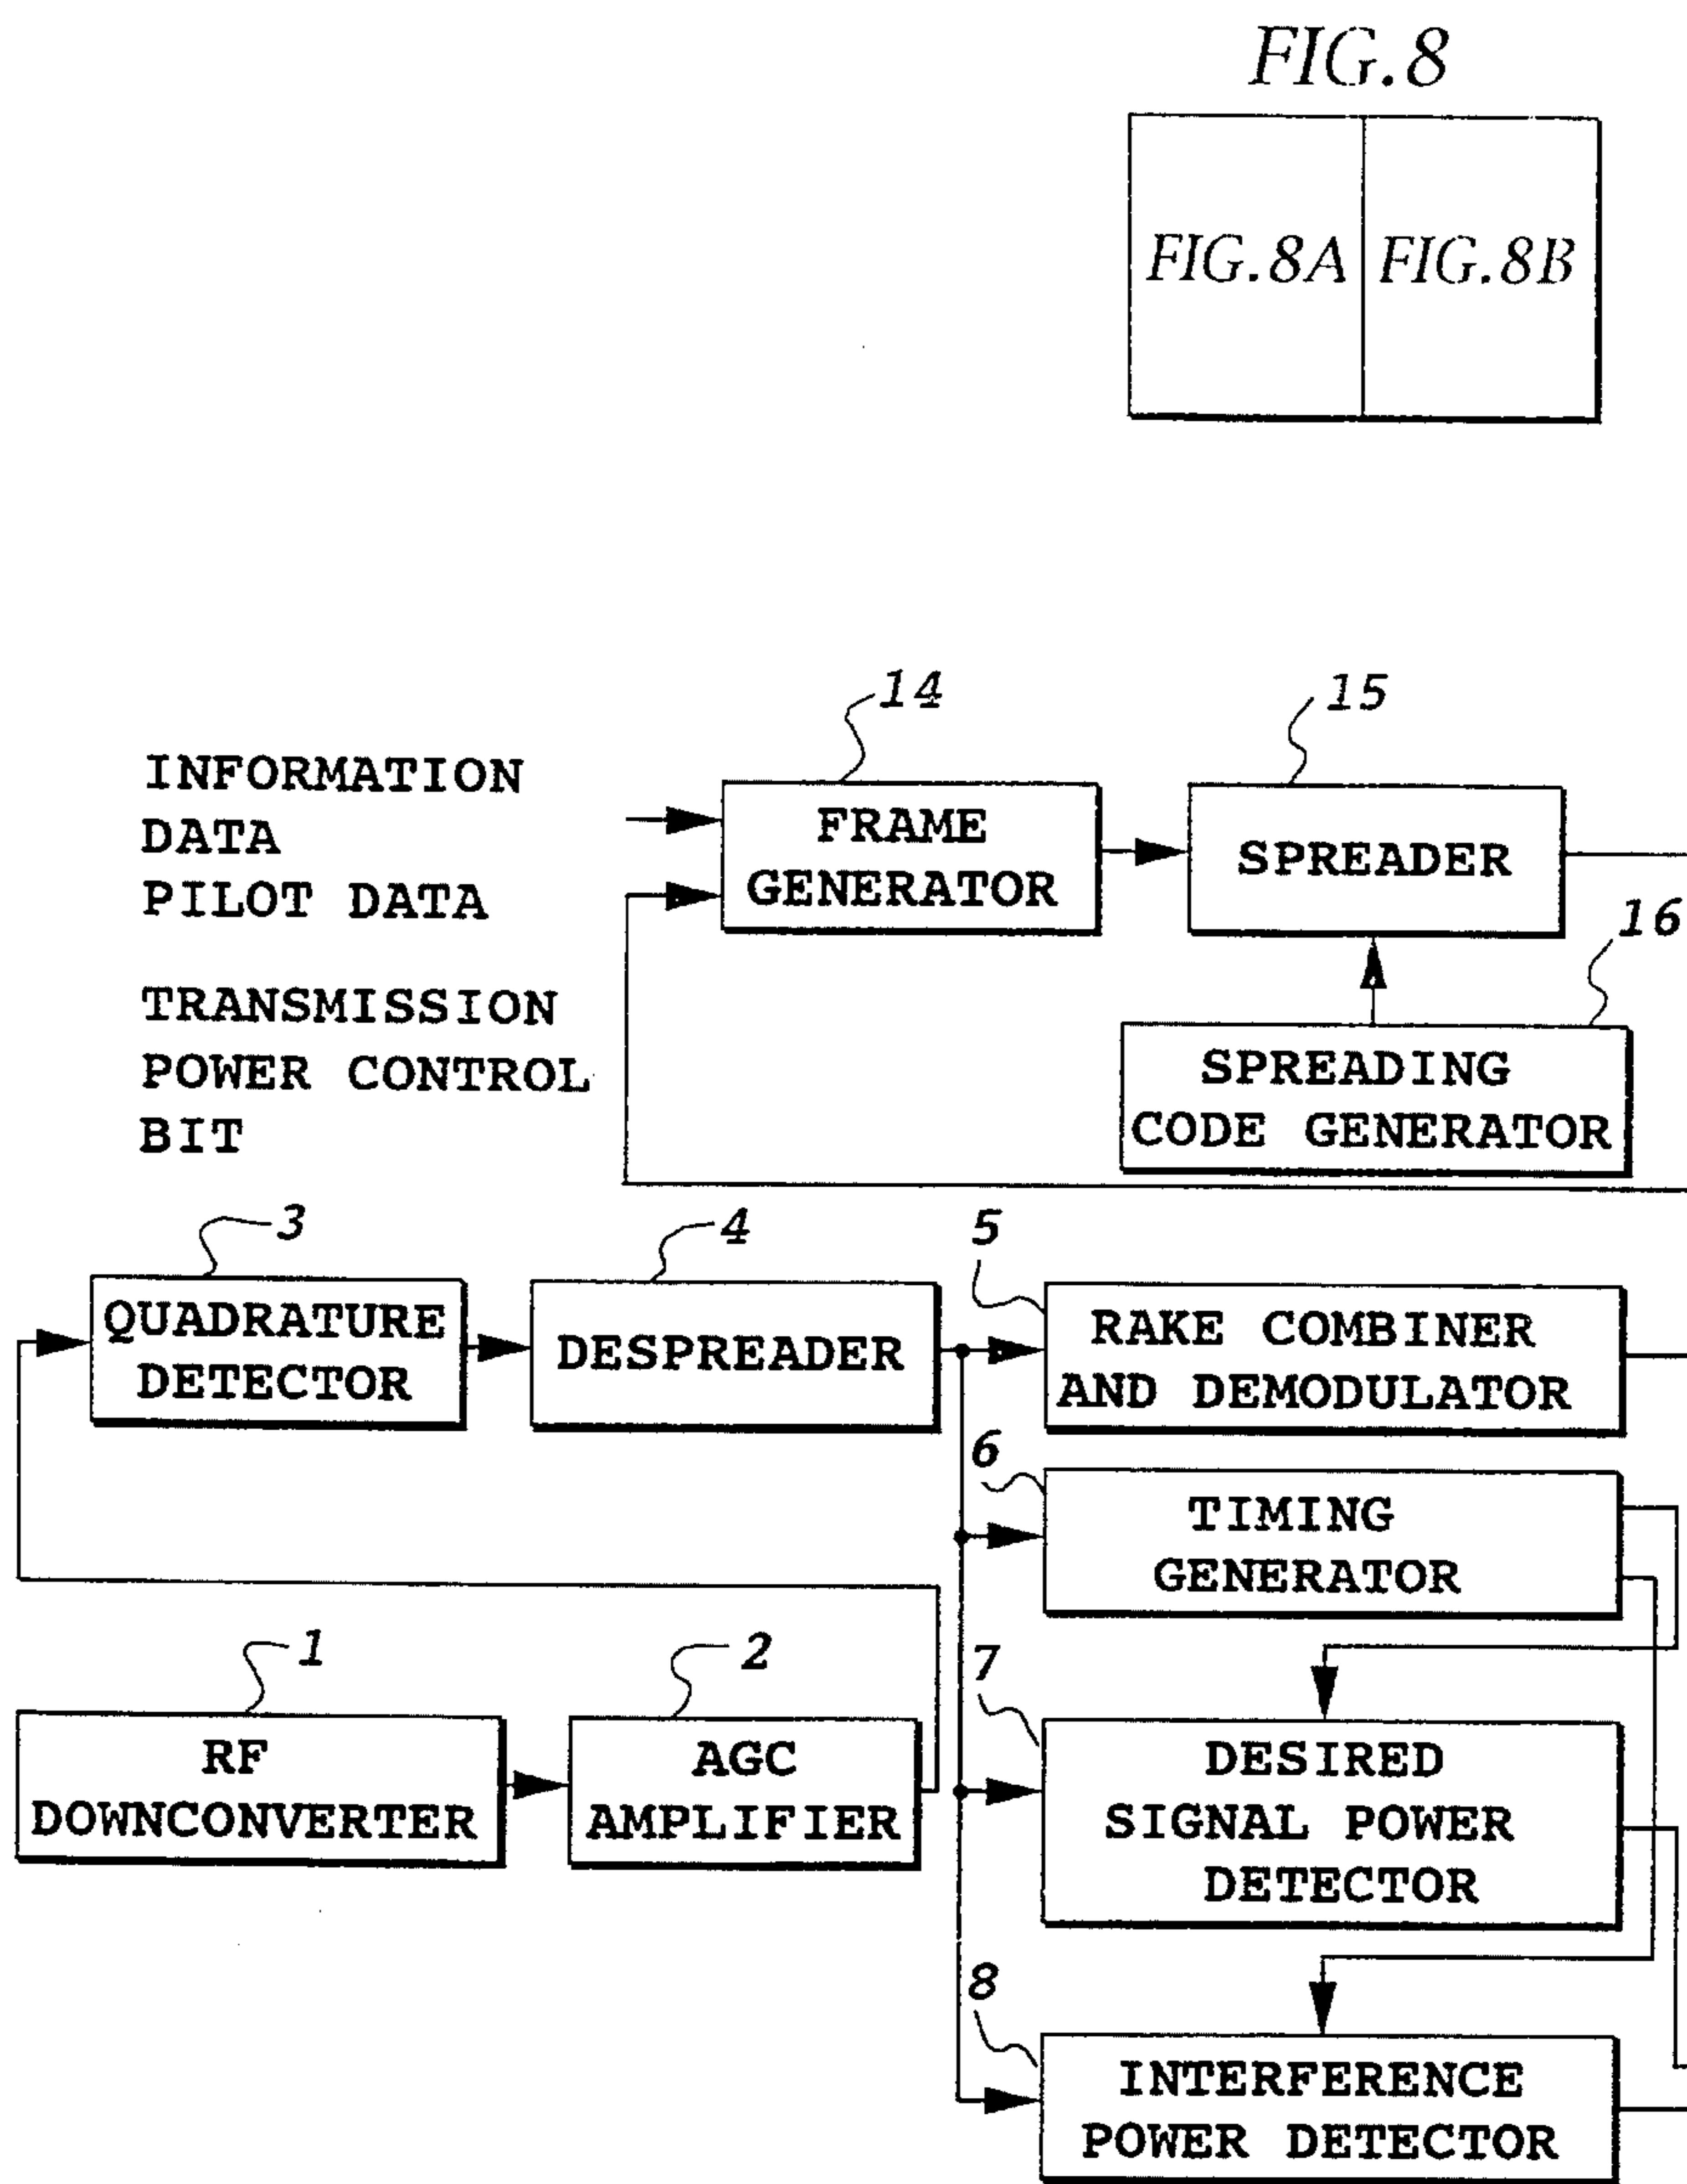 FIG.8
FIG.8A FIG.8B
14
15
INFORMATION
DATA
PILOT DATA
FRAME
GENERATOR
SPREADER
16
TRANSMISSION
POWER CONTROL
BIT
SPREADING
CODE GENERATOR
3
4
5
QUADRATURE
DETECTOR
DESPREADER
RAKE COMBINER
AND DEMODULATOR
6
TIMING
GENERATOR
1
2
7
RF
DOWNCONVERTER
AGC
AMPLIFIER
DESIRED
SIGNAL POWER
DETECTOR
8
INTERFERENCE
POWER DETECTOR